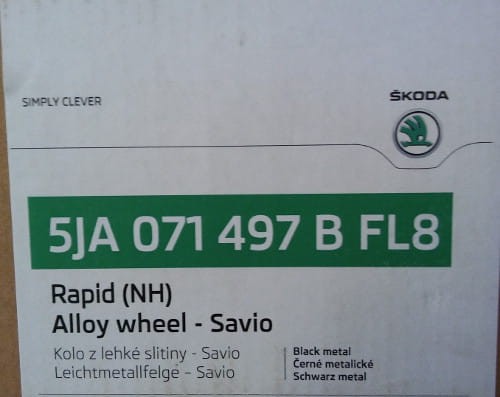 SIMPLY CLEVER
ŠKODA
5JA 071 497 B FL8
Rapid (NH)
Alloy wheel - Savio
Kolo z lehké slitiny - Savio
Leichtmetallfelge – Savio
Black metal
Černé metalické
Schwarz metal